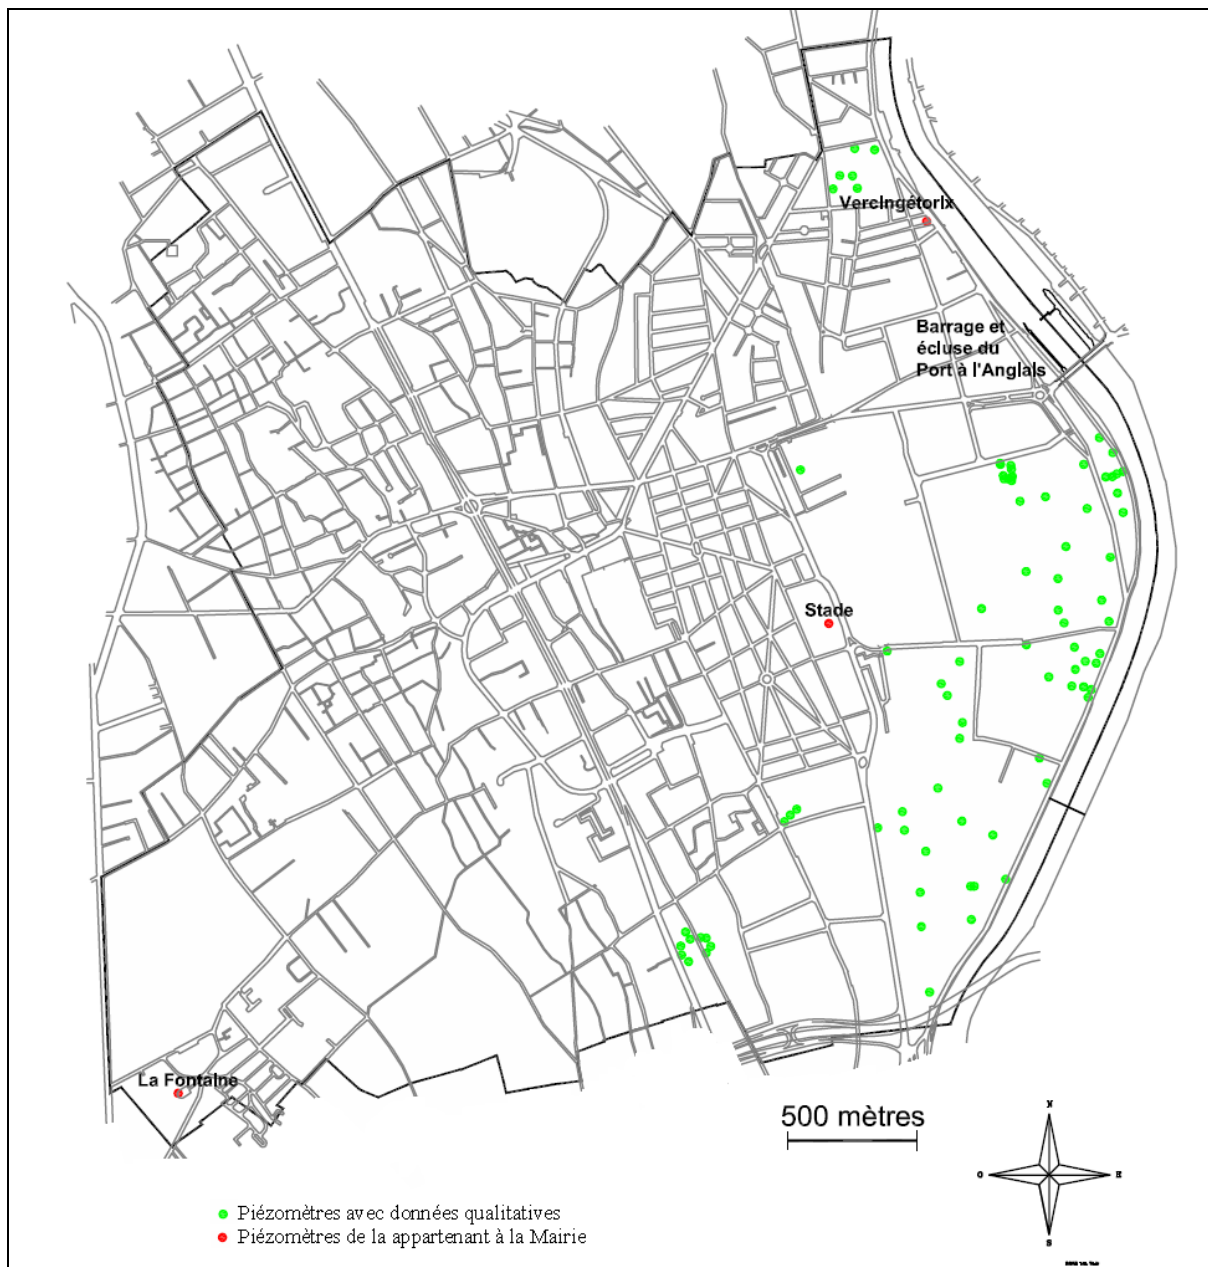 Vercingétorix
Barrage et
écluse du
Port à l'Anglais
Stade
La Fontaine
500 mètres
N
O
E
S
Piézomètres avec données qualitatives
Piézomètres de la appartenant à la Mairie